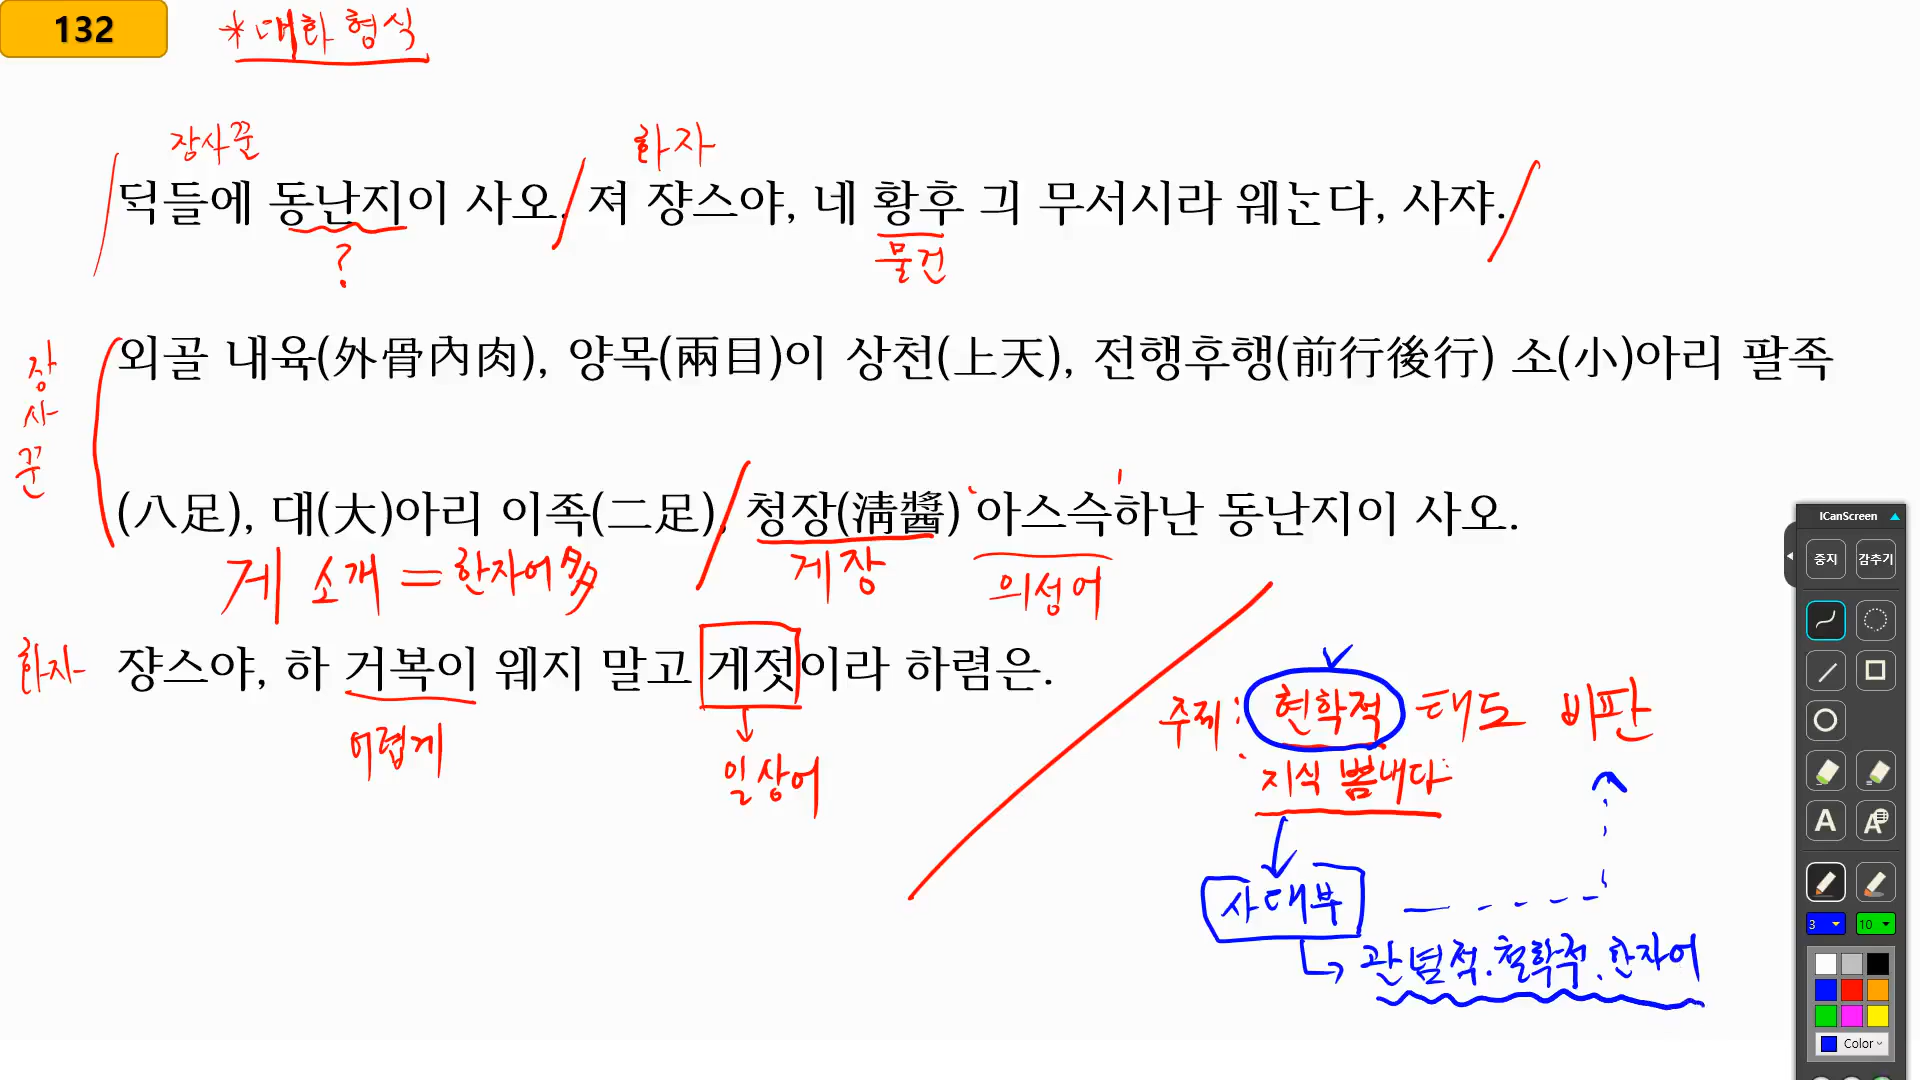 132
*대화 형식
장사꾼 화자
딕들에 동난지이 사오. 져 쟝스야, 네 황후 긔 무서시라 웨ᄂᆞᆫ다, 사쟈.
? 물건
장사꾼
외골 내육(外骨內肉), 양목(兩目)이 상천(上天), 전행후행(前行後行) 소(小)아리 팔족
(八足), 대(大)아리 이족(二足), 청장(淸醬) 아스슥하난 동난지이 사오.
게 소개 = 한자어 多 게장 의성어
화자 쟝스야, 하 거복이 웨지 말고 게젓이라 하렴은.
어렵게 일상어
주제: 현학적 태도 비판
지식 뽐내다
사대부
관념적. 철학적. 한자어
ICanScreen
중지 감추기
A A
3 10
Color